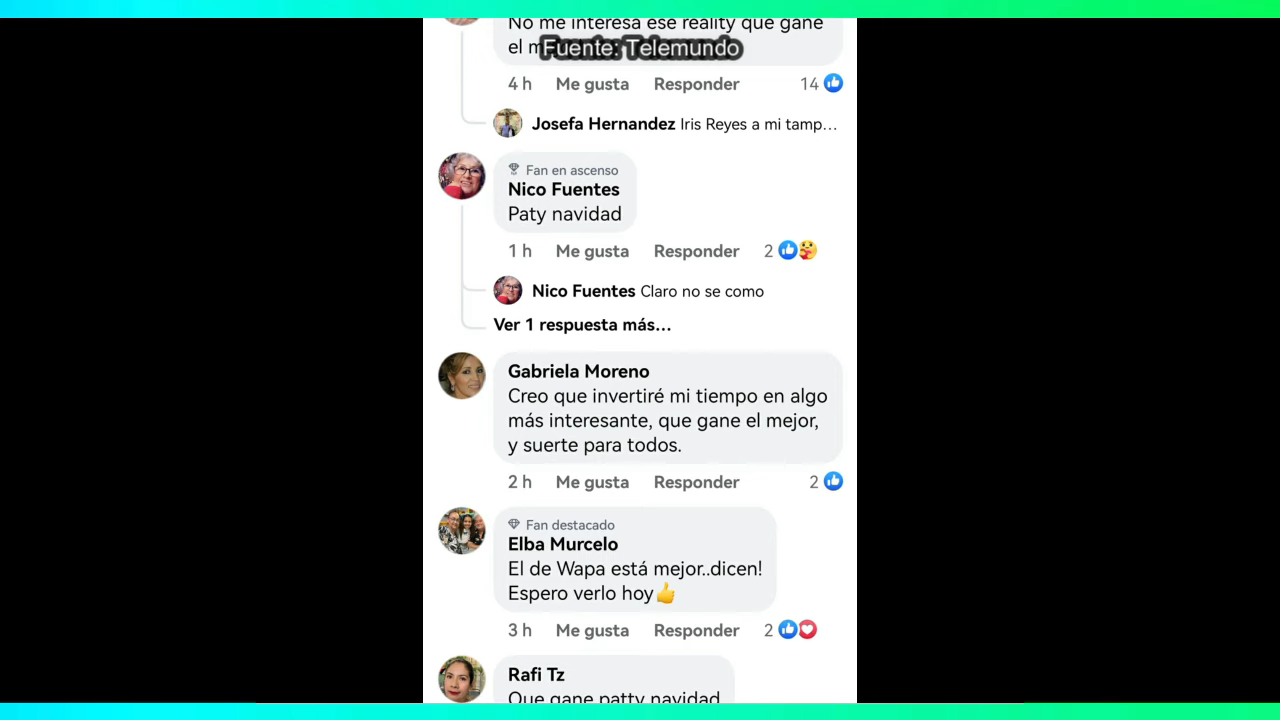 No me interesa ese reality que gane
el m
Fuente: Telemundo
4 h Me gusta Responder 14
Josefa Hernandez Iris Reyes a mi tamp…
Fan en ascenso
Nico Fuentes
Paty navidad
1 h Me gusta Responder 2
Nico Fuentes Claro no se como
Ver 1 respuesta más…
Gabriela Moreno
Creo que invertiré mi tiempo en algo
más interesante, que gane el mejor,
y suerte para todos.
2 h Me gusta Responder 2
Fan destacado
Elba Murcelo
El de Wapa está mejor..dicen!
Espero verlo hoy👍
3 h Me gusta Responder 2
Rafi Tz
Que gane patty navidad